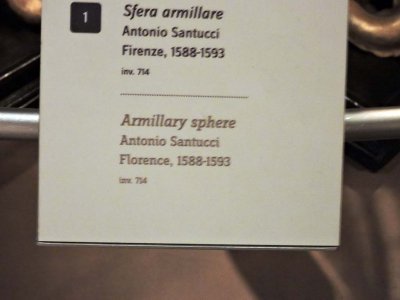 1
Sfera armillare
Antonio Santucci
Firenze, 1588-1593
inv. 714
Armillary sphere
Antonio Santucci
Florence, 1588-1593
inv. 714